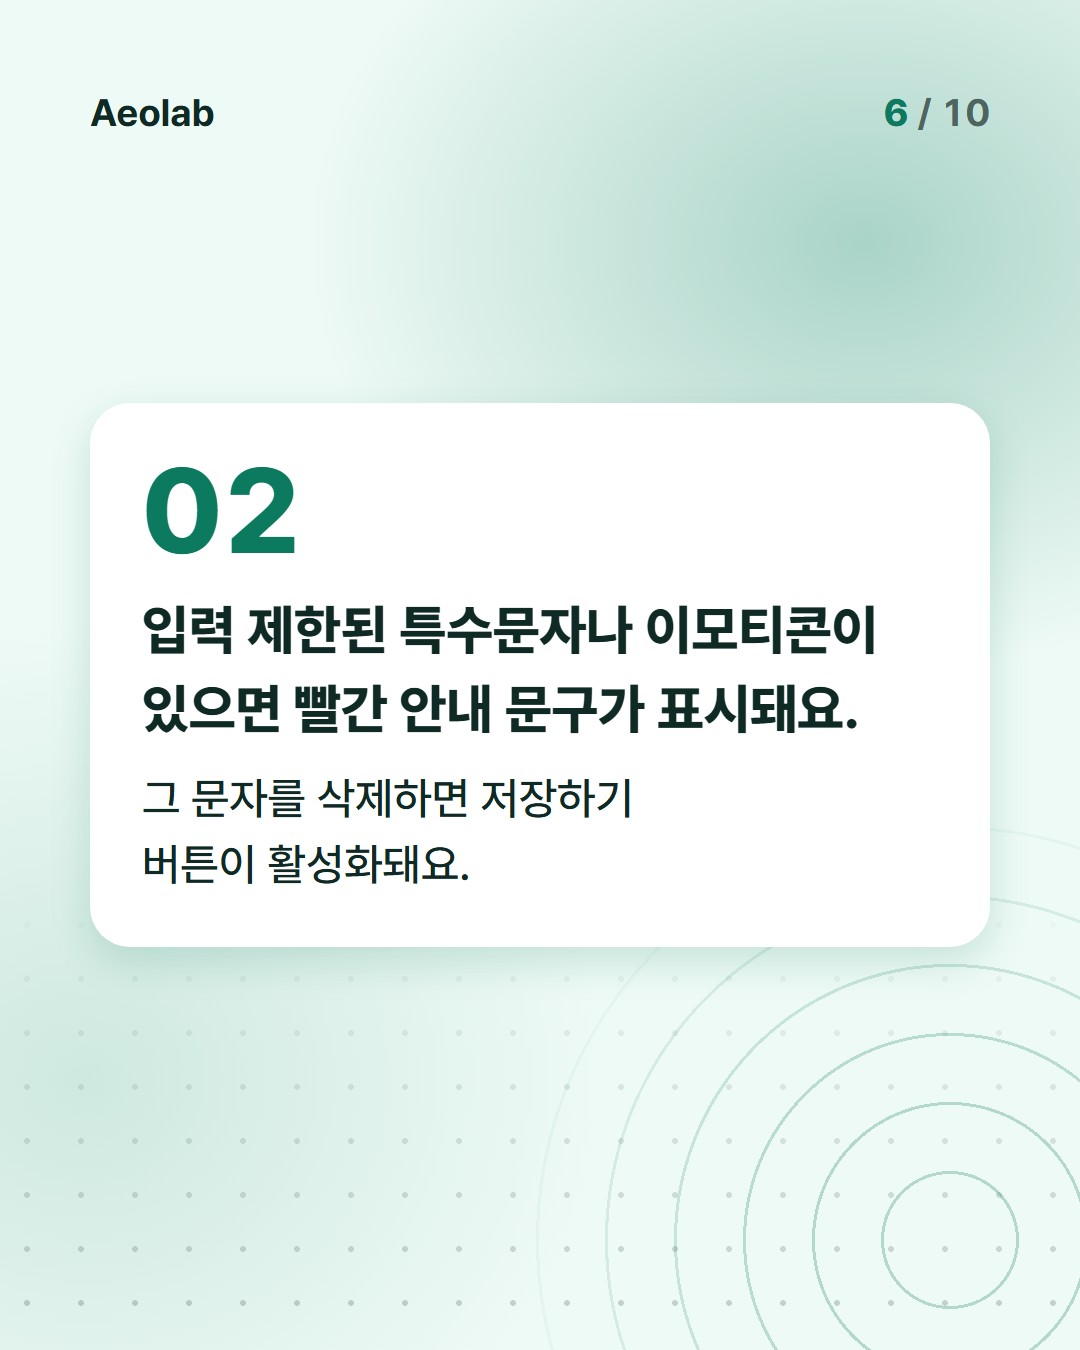 Aeolab
6 / 10
02
입력 제한된 특수문자나 이모티콘이
있으면 빨간 안내 문구가 표시돼요.
그 문자를 삭제하면 저장하기
버튼이 활성화돼요.